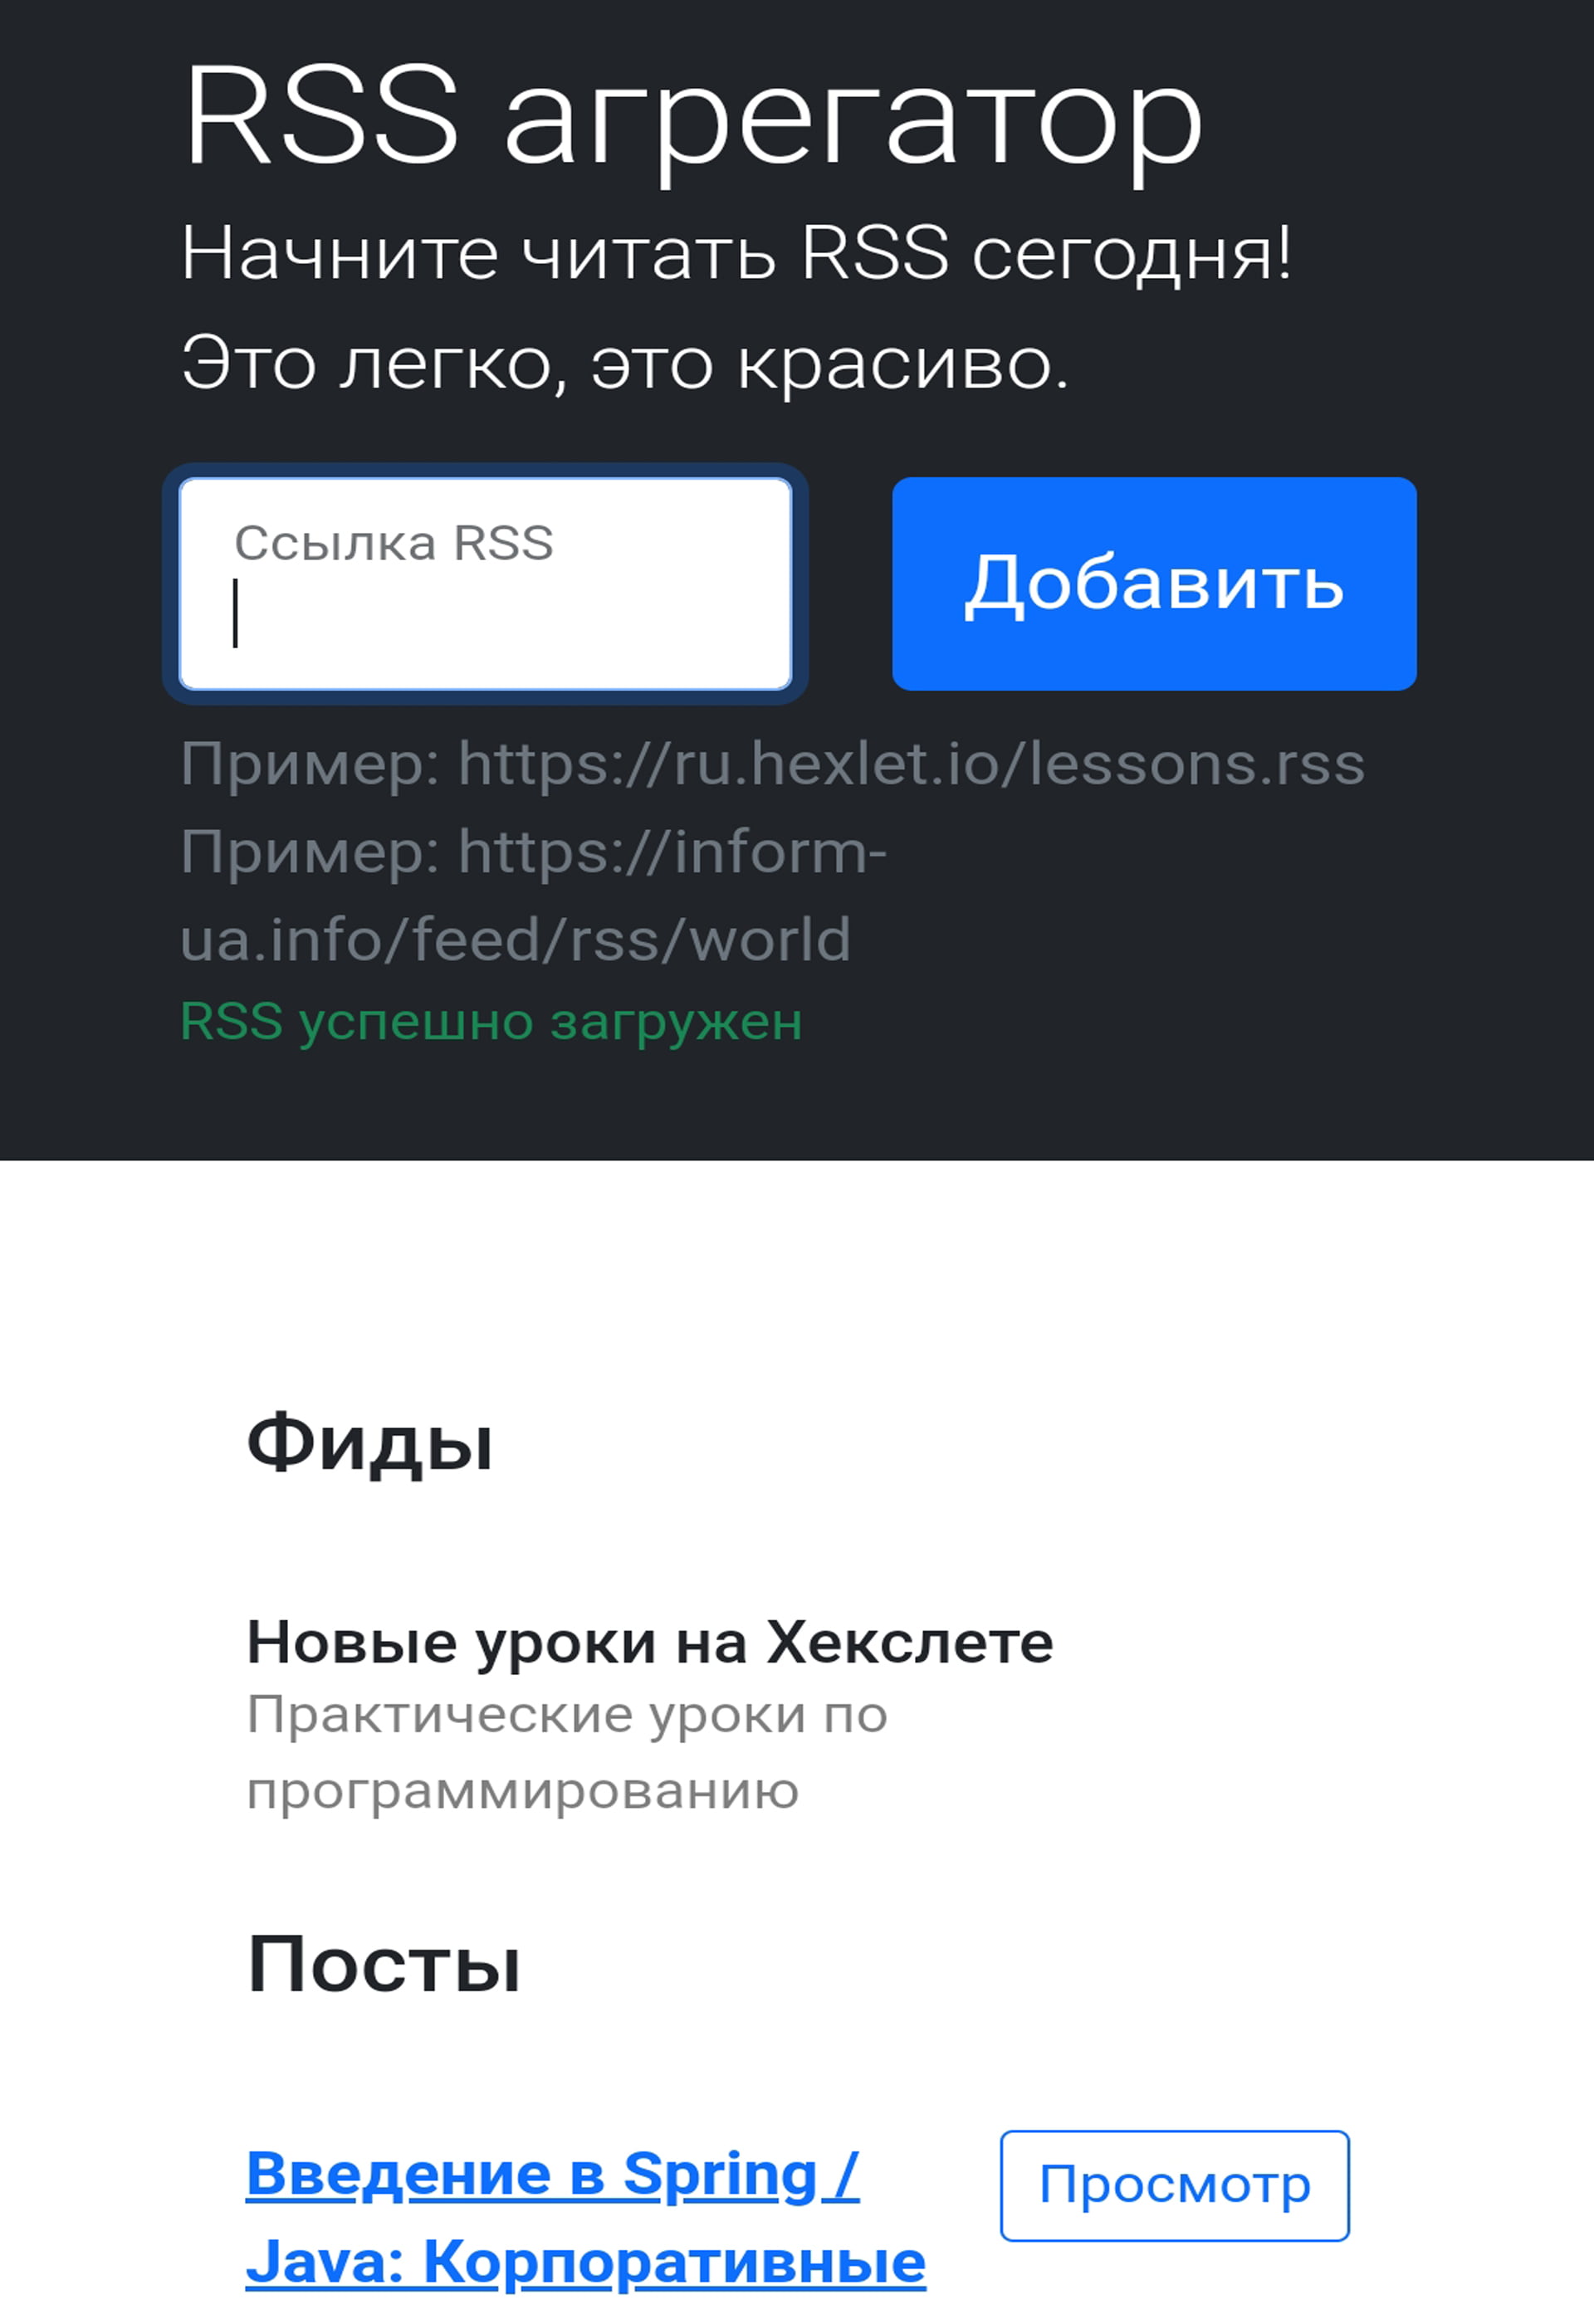 RSS агрегатор
Начните читать RSS сегодня!
Это легко, это красиво.
Ссылка RSS
Добавить
Пример: https://ru.hexlet.io/lessons.rss
Пример: https://inform-
ua.info/feed/rss/world
RSS успешно загружен
Фиды
Новые уроки на Хекслете
Практические уроки по
программированию
Посты
Введение в Spring /
Java: Корпоративные
Просмотр